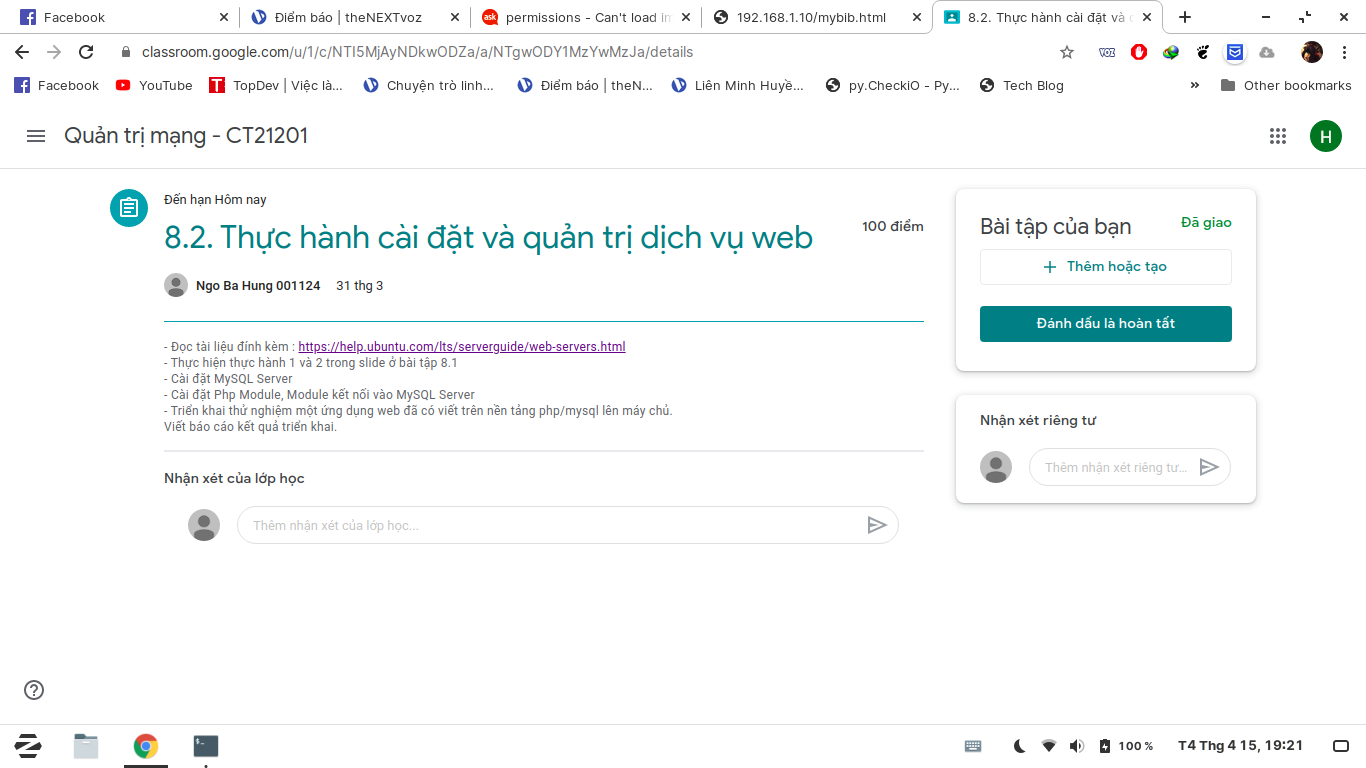 Facebook
Điểm báo | theNEXTvoz
permissions - Can't load im
192.168.1.10/mybib.html
8.2. Thực hành cài đặt và
classroom.google.com/u/1/c/NTI5MjAyNDkwODZa/a/NTgwODY1MzYwMzJa/details
Facebook
YouTube
TopDev | Việc là...
Chuyện trò linh...
Điểm báo | theN...
Liên Minh Huyề...
py.CheckiO - Py...
Tech Blog
»
Other bookmarks
Quản trị mạng - CT21201
H
Đến hạn Hôm nay
8.2. Thực hành cài đặt và quản trị dịch vụ web
100 điểm
Ngo Ba Hung 001124 31 thg 3
- Đọc tài liệu đính kèm : https://help.ubuntu.com/lts/serverguide/web-servers.html
- Thực hiện thực hành 1 và 2 trong slide ở bài tập 8.1
- Cài đặt MySQL Server
- Cài đặt Php Module, Module kết nối vào MySQL Server
- Triển khai thử nghiệm một ứng dụng web đã có viết trên nền tảng php/mysql lên máy chủ.
Viết báo cáo kết quả triển khai.
Nhận xét của lớp học
Thêm nhận xét của lớp học...
Bài tập của bạn
Đã giao
Thêm hoặc tạo
Đánh dấu là hoàn tất
Nhận xét riêng tư
Thêm nhận xét riêng tư...
100 %
T4 Thg 4 15, 19:21